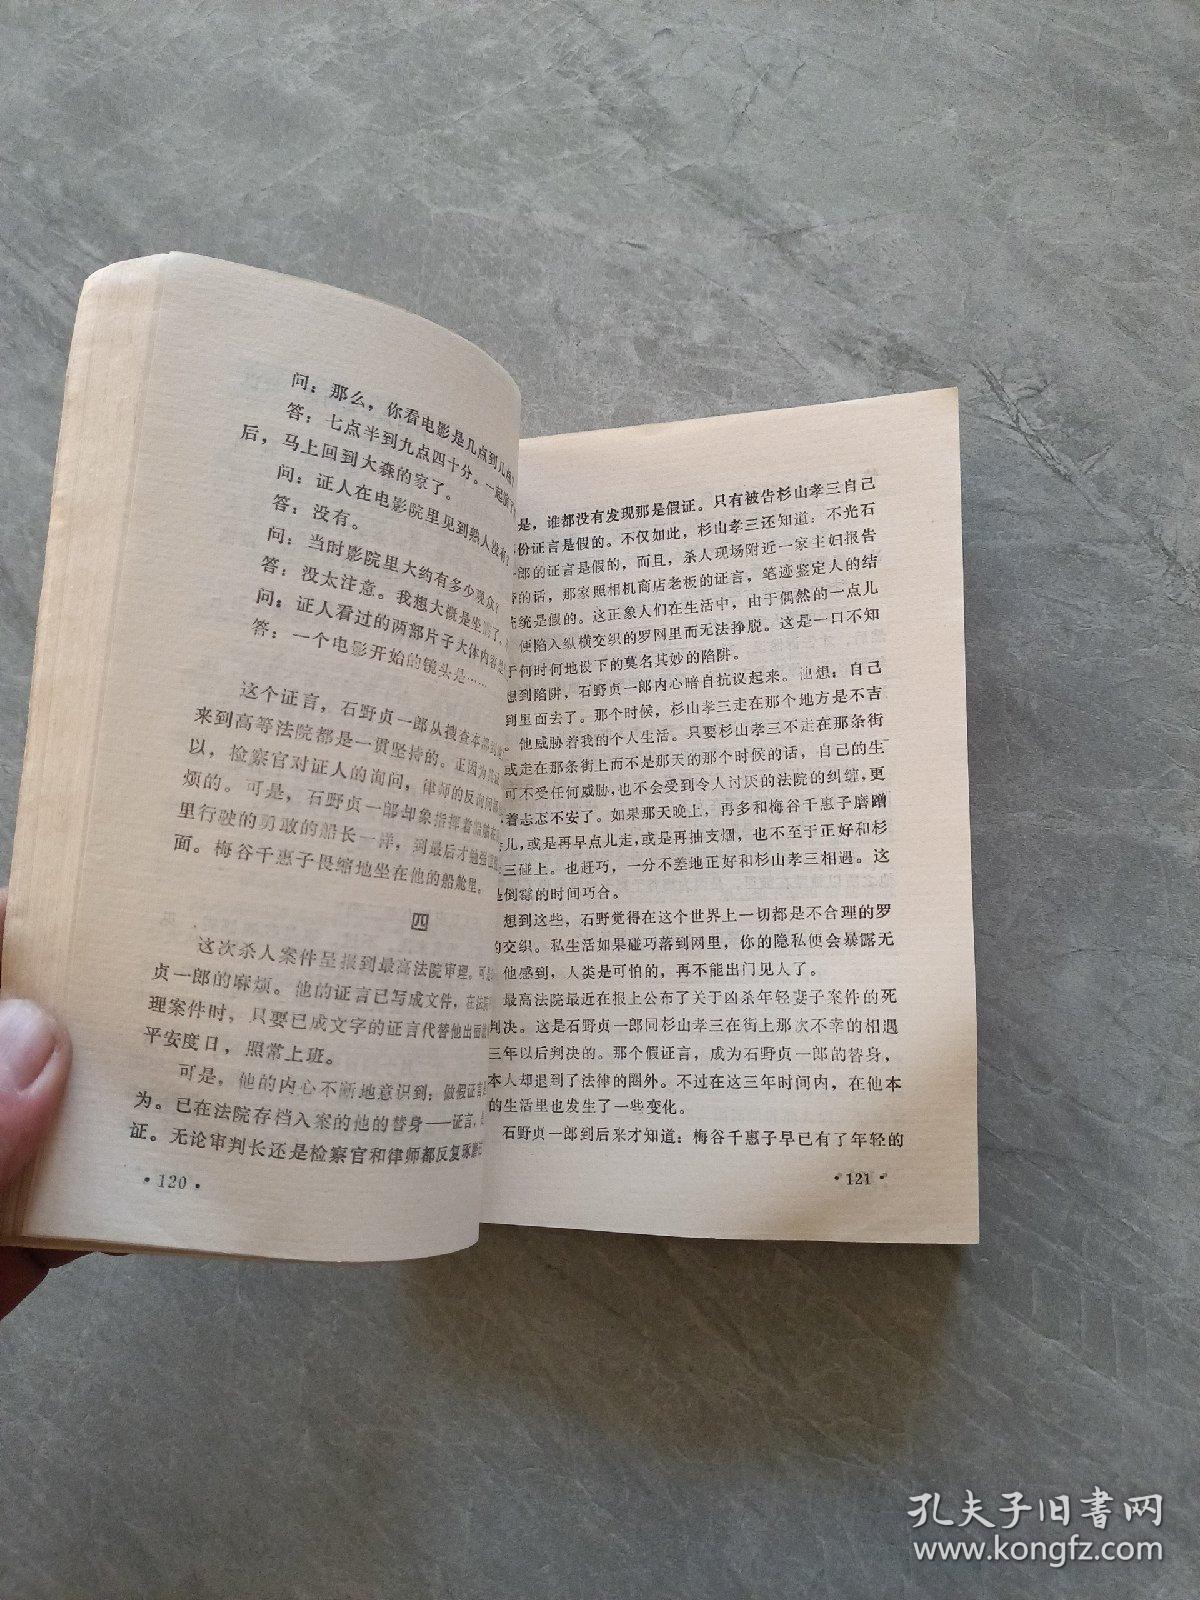 问：那么，你看电影是几点到几点
答：七点半到九点四十分。一起
后，马上回到大森的家了。
问：证人在电影院里见到熟人没有？
答：没有。
问：当时影院里大约有多少观众？
答：没太注意。我想大概是坐满了，
问：证人看过的两部片子大体内容
答：一个电影开始的镜头是……
这个证言，石野贞一郎从搜查本部到
来到高等法院都是一贯坚持的。正因为
以，检察官对证人的询问，律师的反询问
烦的。可是，石野贞一郎却象指挥着船舶在
里行驶的勇敢的船长一样，到最后才勉强
面。梅谷千惠子畏缩地坐在他的船舱里。
四
这次杀人案件呈报到最高法院审理，可
贞一郎的麻烦。他的证言已写成文件，在法
理案件时，只要已成文字的证言代替他出面
平安度日，照常上班。
可是，他的内心不断地意识到：做假证言
为。已在法院存档入案的他的替身——证言，
证。无论审判长还是检察官和律师都反复琢磨
·120·
是，谁都没有发现那是假证。只有被告杉山孝三自己
份证言是假的。不仅如此，杉山孝三还知道：不光石
一郎的证言是假的，而且，杀人现场附近一家主妇报告
的话，那家照相机商店老板的证言，笔迹鉴定人的结
统统是假的。这正象人们在生活中，由于偶然的一点儿
便陷入纵横交织的罗网里而无法挣脱。这是一口不知
于何时何地设下的莫名其妙的陷阱。
想到陷阱，石野贞一郎内心暗自抗议起来。他想：自己
到里面去了。那个时候，杉山孝三走在那个地方是不吉
。他威胁着我的个人生活。只要杉山孝三不走在那条街
或走在那条街上而不是那天的那个时候的话，自己的生
可不受任何威胁，也不会受到令人讨厌的法院的纠缠，更
着忐忑不安了。如果那天晚上，再多和梅谷千惠子磨蹭
儿，或是再早点儿走，或是再抽支烟，也不至于正好和杉
三碰上。也赶巧，一分不差地正好和杉山孝三相遇。这
是倒霉的时间巧合。
想到这些，石野觉得在这个世界上一切都是不合理的罗
的交织。私生活如果碰巧落到网里，你的隐私便会暴露无
他感到，人类是可怕的，再不能出门见人了。
最高法院最近在报上公布了关于凶杀年轻妻子案件的死
判决。这是石野贞一郎同杉山孝三在街上那次不幸的相遇
三年以后判决的。那个假证言，成为石野贞一郎的替身，
本人却退到了法律的圈外。不过在这三年时间内，在他本
的生活里也发生了一些变化。
石野贞一郎到后来才知道：梅谷千惠子早已有了年轻的
·121·
孔夫子旧书网
www.kongfz.com